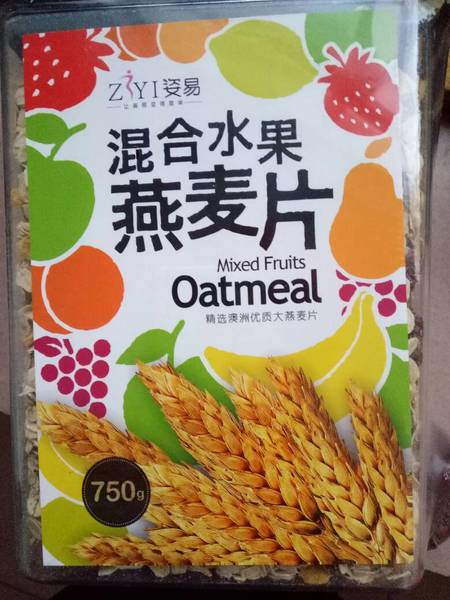 ZIYI姿易
混合水果
燕麦片
Mixed Fruits
Oatmeal
精选澳洲优质大燕麦片
750g